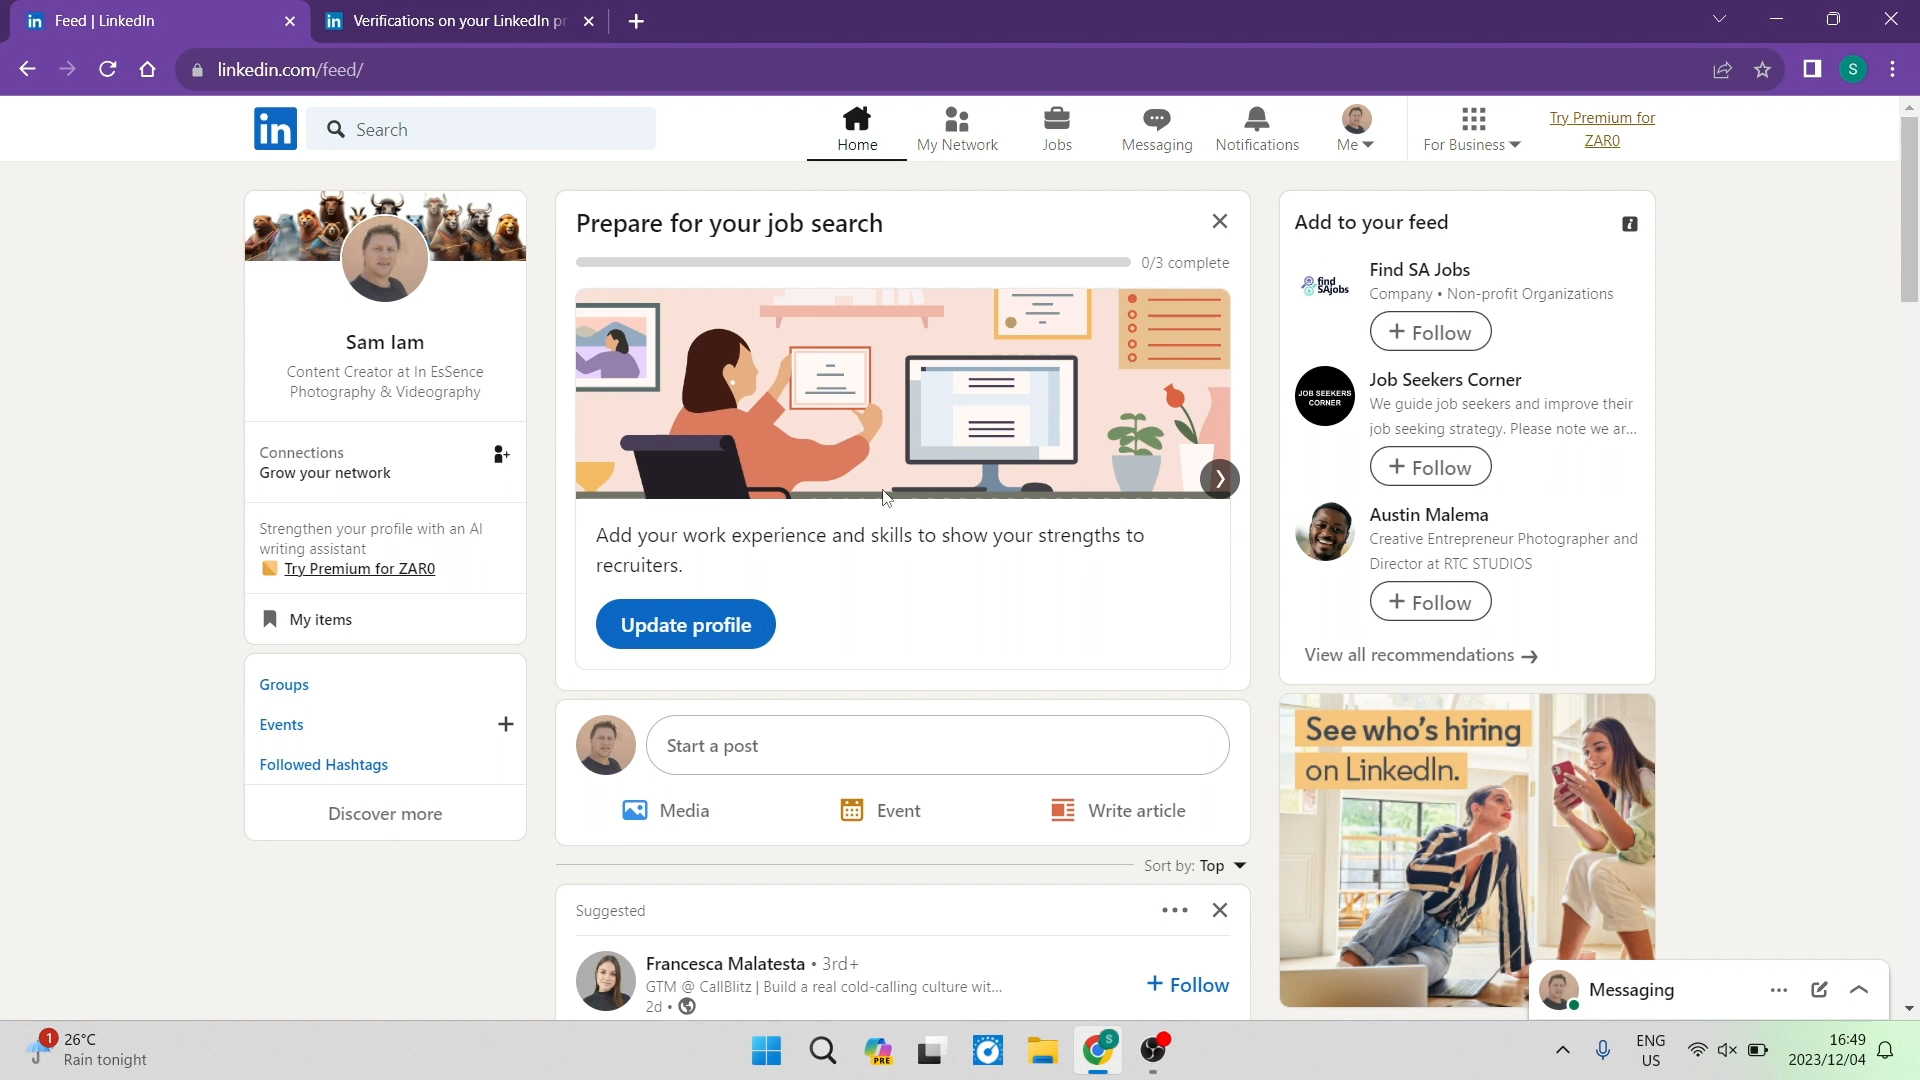 Feed | LinkedIn
Verifications on your LinkedIn pr
linkedin.com/feed/
S
in
Search
Home
My Network
Jobs
Messaging
Notifications
Me
For Business
Try Premium for
ZAR0
Sam Iam
Content Creator at In EsSence
Photography & Videography
Connections
Grow your network
Strengthen your profile with an AI
writing assistant
Try Premium for ZAR0
My items
Groups
Events
Followed Hashtags
Discover more
Prepare for your job search
0/3 complete
Add your work experience and skills to show your strengths to
recruiters.
Update profile
Start a post
Media
Event
Write article
Sort by: Top
Suggested
Francesca Malatesta • 3rd+
GTM @ CallBlitz | Build a real cold-calling culture wit...
2d •
+ Follow
Add to your feed
find
SAjobs
Find SA Jobs
Company • Non-profit Organizations
+ Follow
JOB SEEKERS
CORNER
Job Seekers Corner
We guide job seekers and improve their
job seeking strategy. Please note we ar...
+ Follow
Austin Malema
Creative Entrepreneur Photographer and
Director at RTC STUDIOS
+ Follow
View all recommendations →
See who's hiring
on LinkedIn.
Messaging
1
26°C
Rain tonight
PRE
S
ENG
US
16:49
2023/12/04